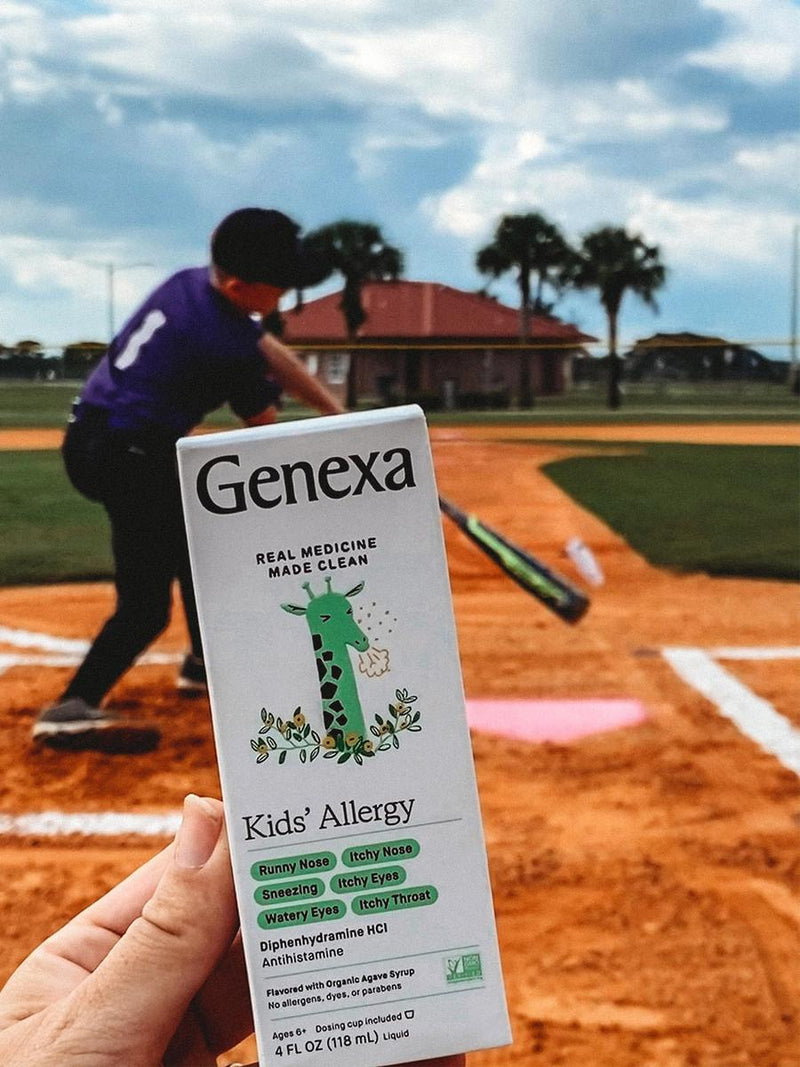 1
Genexa
REAL MEDICINE
MADE CLEAN
Kids' Allergy
Runny Nose Itchy Nose
Sneezing Itchy Eyes
Watery Eyes Itchy Throat
Diphenhydramine HCl
Antihistamine
Flavored with Organic Agave Syrup
No allergens, dyes, or parabens
NON
GMO
Ages 6+ Dosing cup included
4 FL OZ (118 mL) Liquid